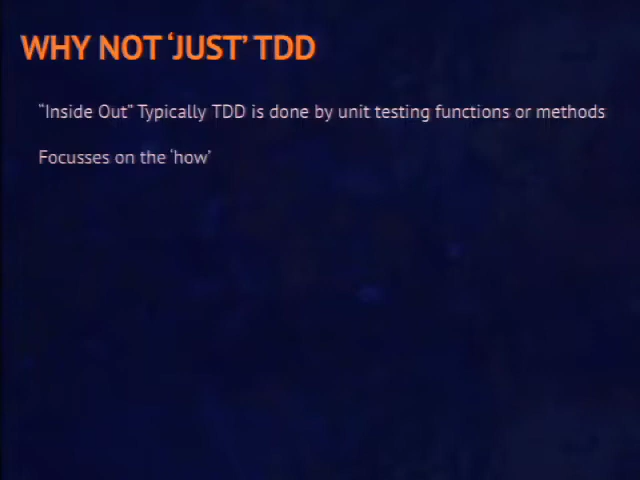 WHY NOT ‘JUST’ TDD
“Inside Out” Typically TDD is done by unit testing functions or methods
Focusses on the ‘how’